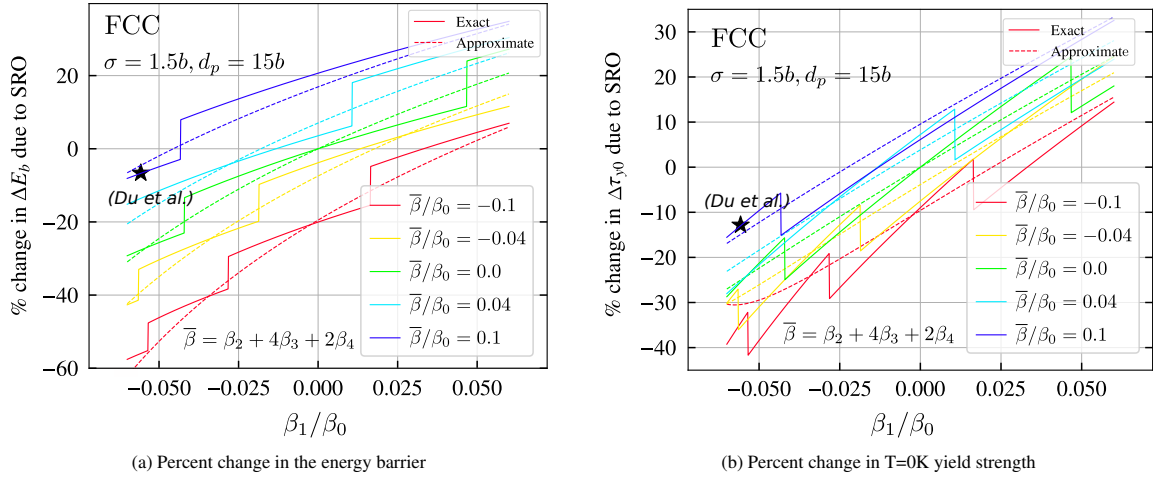 FCC
σ = 1.5b, d_p = 15b
Exact
Approximate
% change in ΔE_b due to SRO
20
0
−20
−40
−60
(Du et al.)
β̅/β_0 = −0.1
β̅/β_0 = −0.04
β̅/β_0 = 0.0
β̅/β_0 = 0.04
β̅/β_0 = 0.1
β̅ = β_2 + 4β_3 + 2β_4
−0.050
−0.025
0.000
0.025
0.050
β_1/β_0
(a) Percent change in the energy barrier
FCC
σ = 1.5b, d_p = 15b
Exact
Approximate
% change in Δτ_{y0} due to SRO
30
20
10
0
−10
−20
−30
−40
(Du et al.)
β̅/β_0 = −0.1
β̅/β_0 = −0.04
β̅/β_0 = 0.0
β̅/β_0 = 0.04
β̅/β_0 = 0.1
β̅ = β_2 + 4β_3 + 2β_4
−0.050
−0.025
0.000
0.025
0.050
β_1/β_0
(b) Percent change in T=0K yield strength